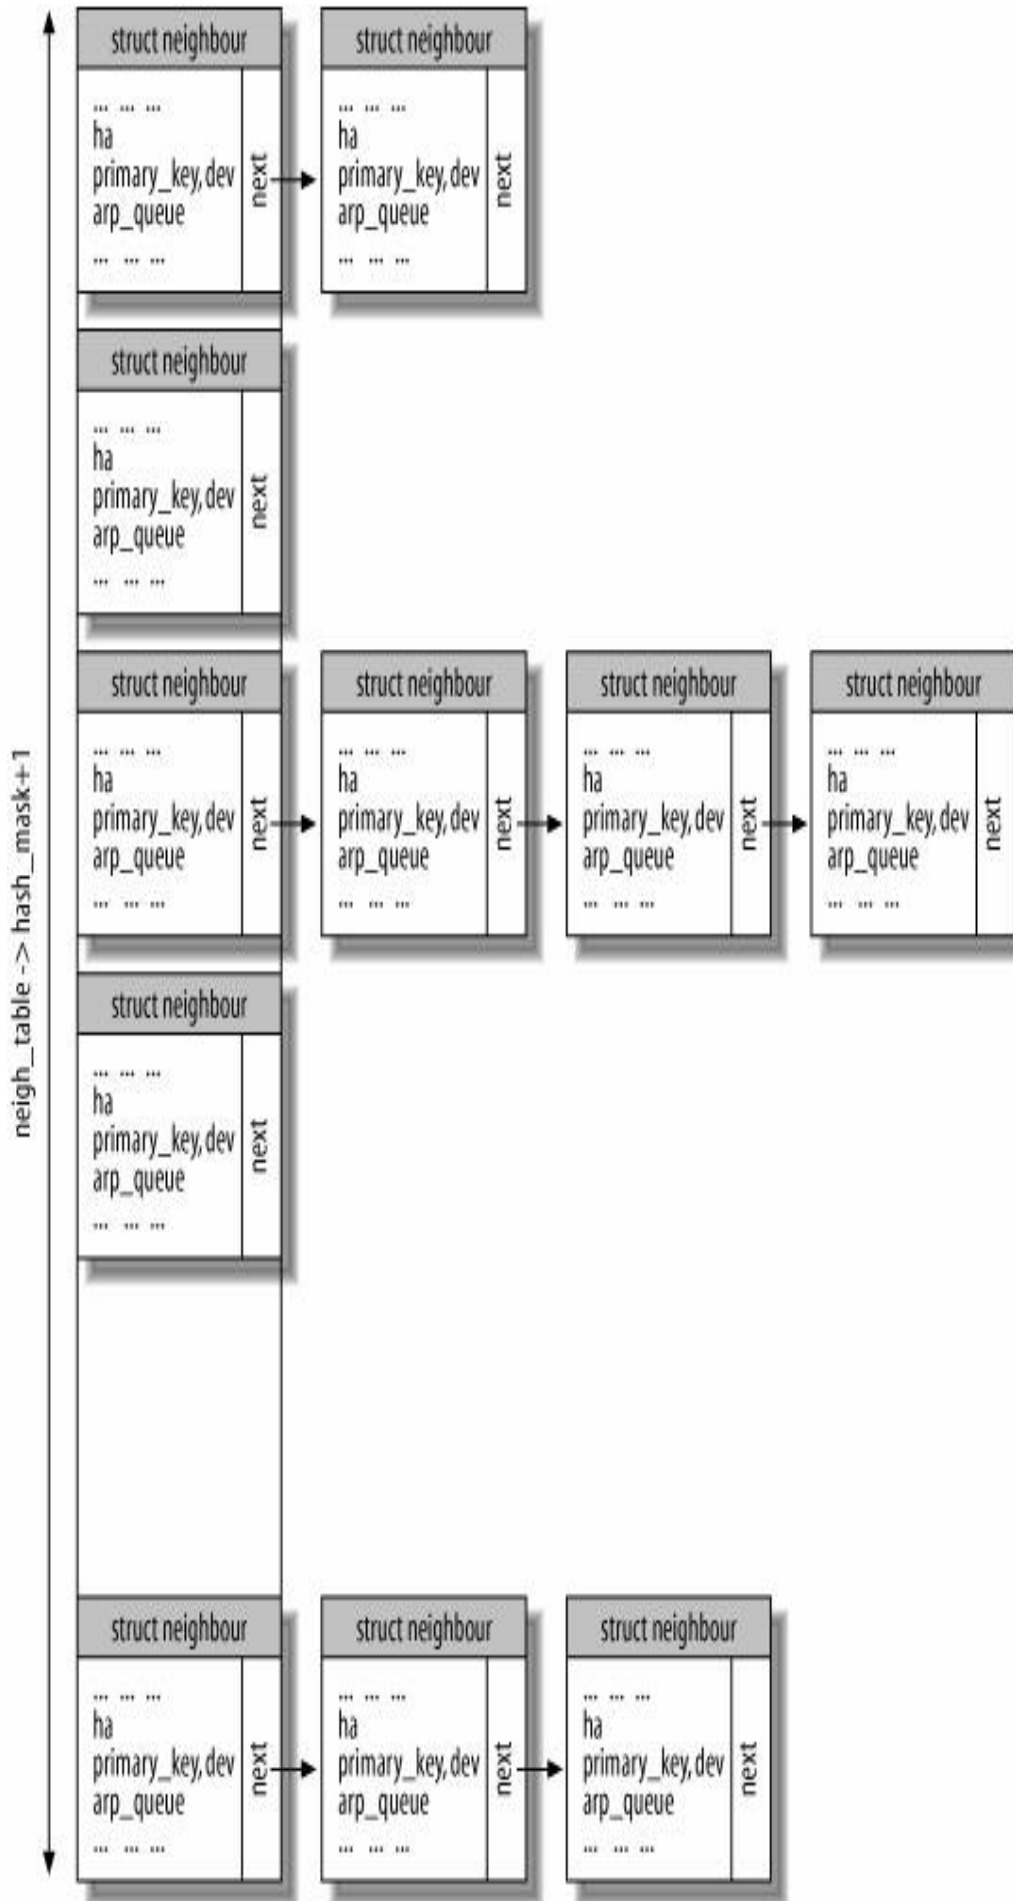 neigh_table -> hash_mask+1
struct neighbour
... ... ...
ha
primary_key, dev
arp_queue
... ... ...
next
struct neighbour
... ... ...
ha
primary_key, dev
arp_queue
... ... ...
next
struct neighbour
... ... ...
ha
primary_key, dev
arp_queue
... ... ...
next
struct neighbour
... ... ...
ha
primary_key, dev
arp_queue
... ... ...
next
struct neighbour
... ... ...
ha
primary_key, dev
arp_queue
... ... ...
next
struct neighbour
... ... ...
ha
primary_key, dev
arp_queue
... ... ...
next
struct neighbour
... ... ...
ha
primary_key, dev
arp_queue
... ... ...
next
struct neighbour
... ... ...
ha
primary_key, dev
arp_queue
... ... ...
next
struct neighbour
... ... ...
ha
primary_key, dev
arp_queue
... ... ...
next
struct neighbour
... ... ...
ha
primary_key, dev
arp_queue
... ... ...
next
struct neighbour
... ... ...
ha
primary_key, dev
arp_queue
... ... ...
next